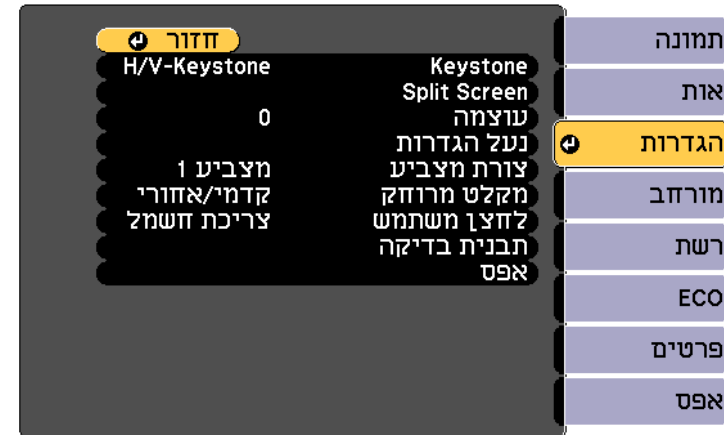 חזור
Keystone H/V-Keystone
Split Screen
עוצמה 0
נעל הגדרות
צורת מצביע מצביע 1
מקלט מרוחק קדמי/אחורי
לחצן משתמש צריכת חשמל
תבנית בדיקה
אפס
תמונה
אות
הגדרות
מורחב
רשת
ECO
פרטים
אפס